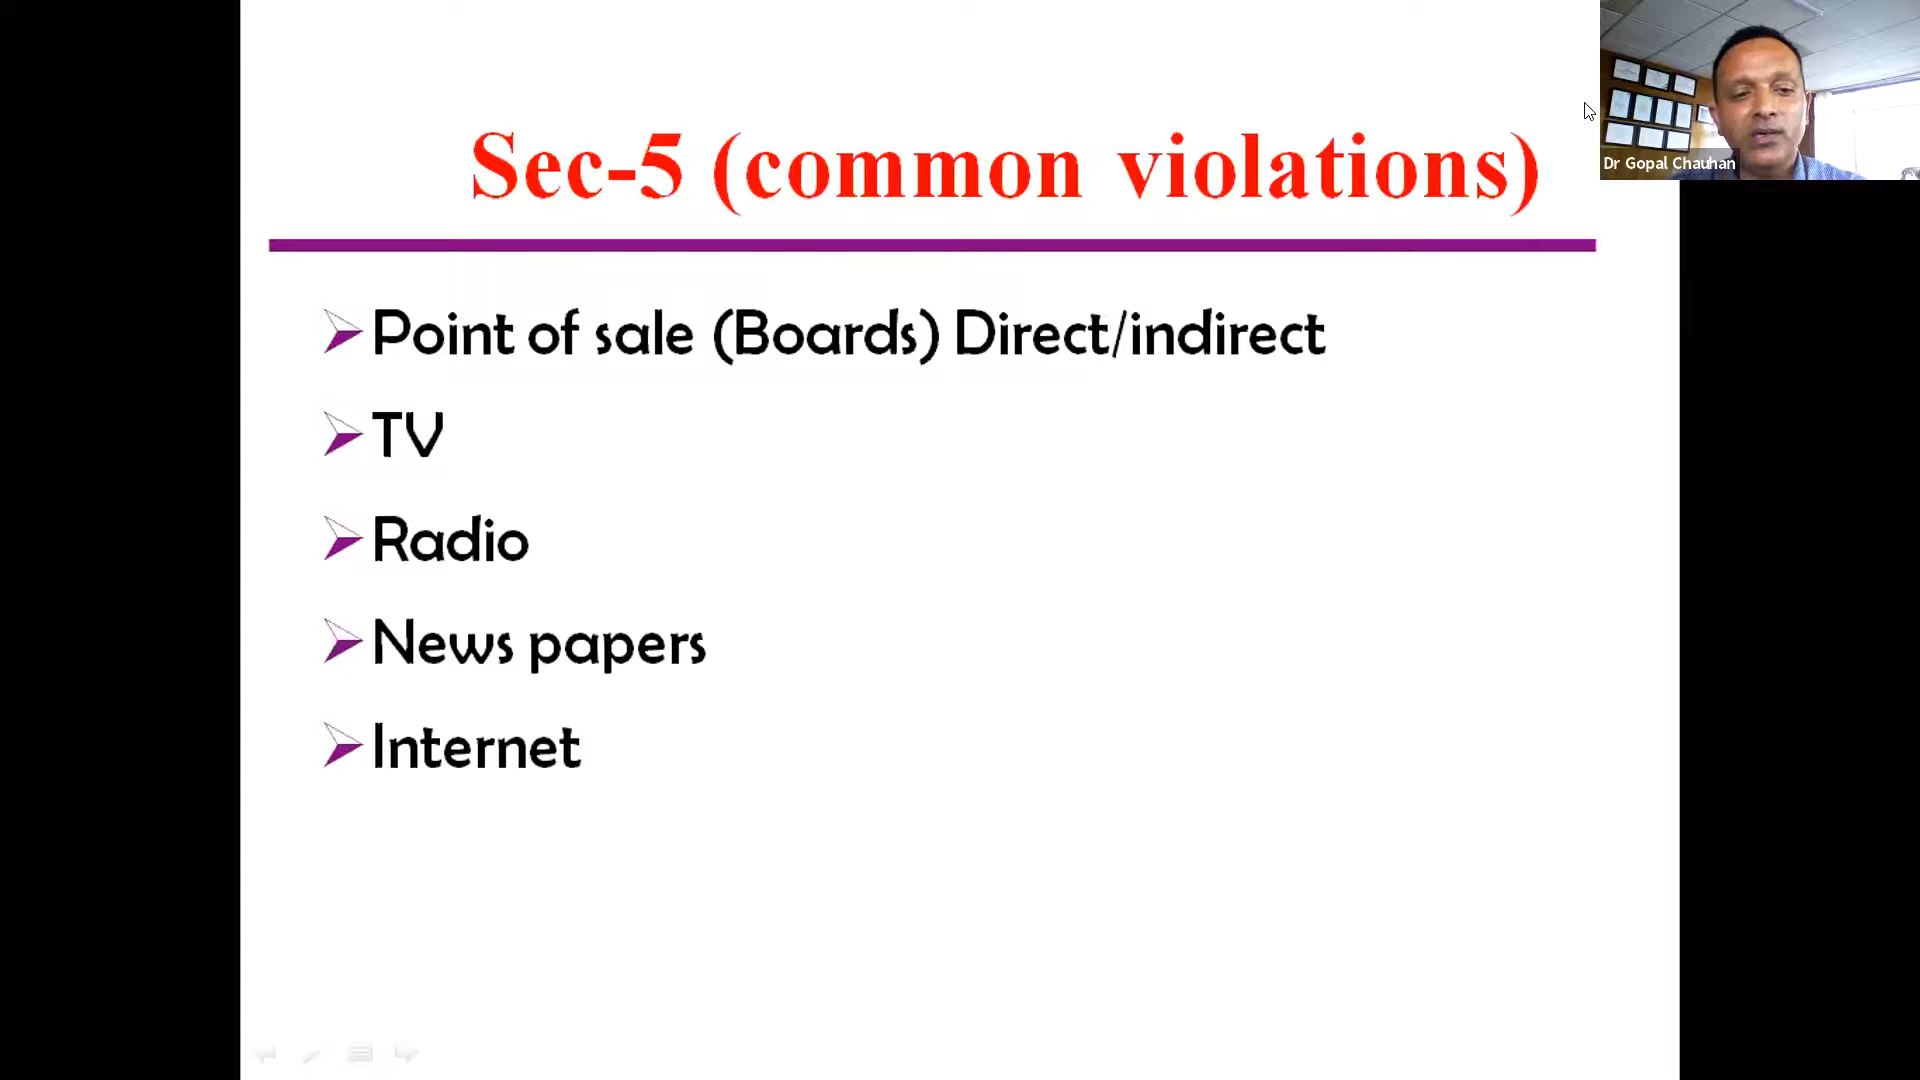 Sec-5 (common violations)
Point of sale (Boards) Direct/indirect
TV
Radio
News papers
Internet
Dr Gopal Chauhan